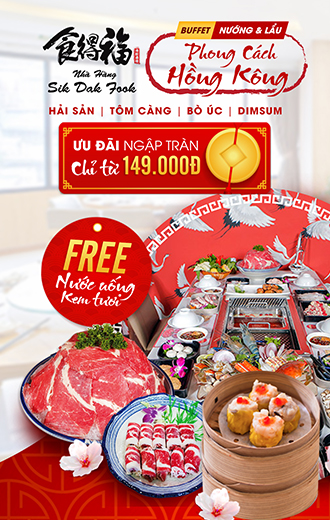 食得福
Nhà Hàng
Sik Dak Fook
BUFFET NƯỚNG & LẨU
Phong Cách
Hồng Kông
HẢI SẢN | TÔM CÀNG | BÒ ÚC | DIMSUM
ƯU ĐÃI NGẬP TRÀN
Chỉ từ 149.000Đ
FREE
Nước uống
Kem tươi